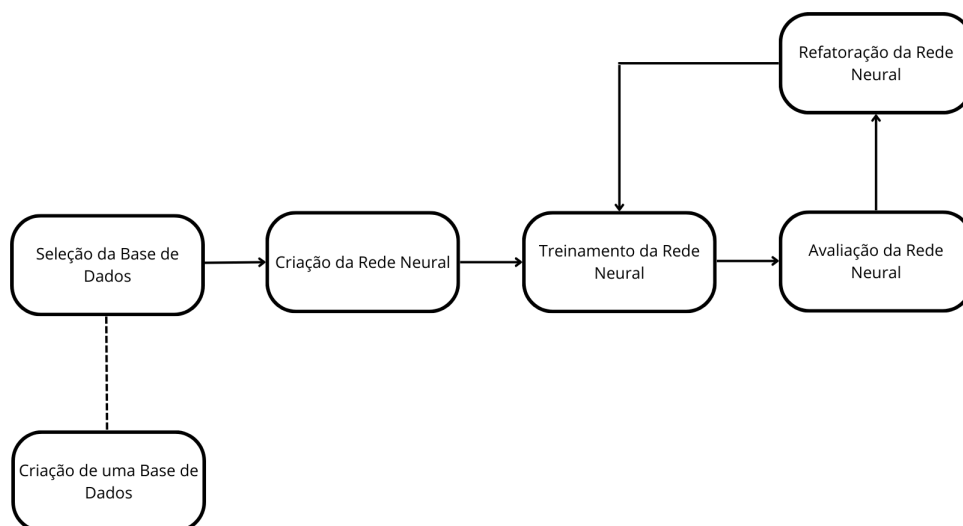 Refatoração da Rede
Neural
Seleção da Base de
Dados
Criação da Rede Neural
Treinamento da Rede
Neural
Avaliação da Rede
Neural
Criação de uma Base de
Dados